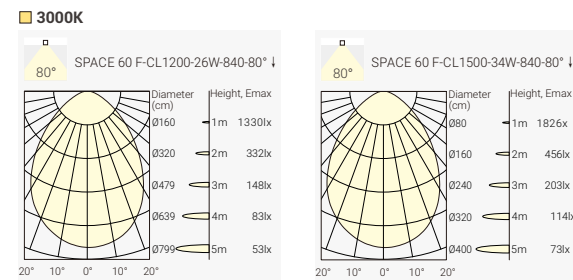 3000K
80°
SPACE 60 F-CL1200-26W-840-80° ↓
Diameter (cm)
Height, Emax
Ø160 1m 1330lx
Ø320 2m 332lx
Ø479 3m 148lx
Ø639 4m 83lx
Ø799 5m 53lx
20° 10° 0° 10° 20°
80°
SPACE 60 F-CL1500-34W-840-80° ↓
Diameter (cm)
Height, Emax
Ø80 1m 1826x
Ø160 2m 456lx
Ø240 3m 203lx
Ø320 4m 114lx
Ø400 5m 73lx
20° 10° 0° 10° 20°